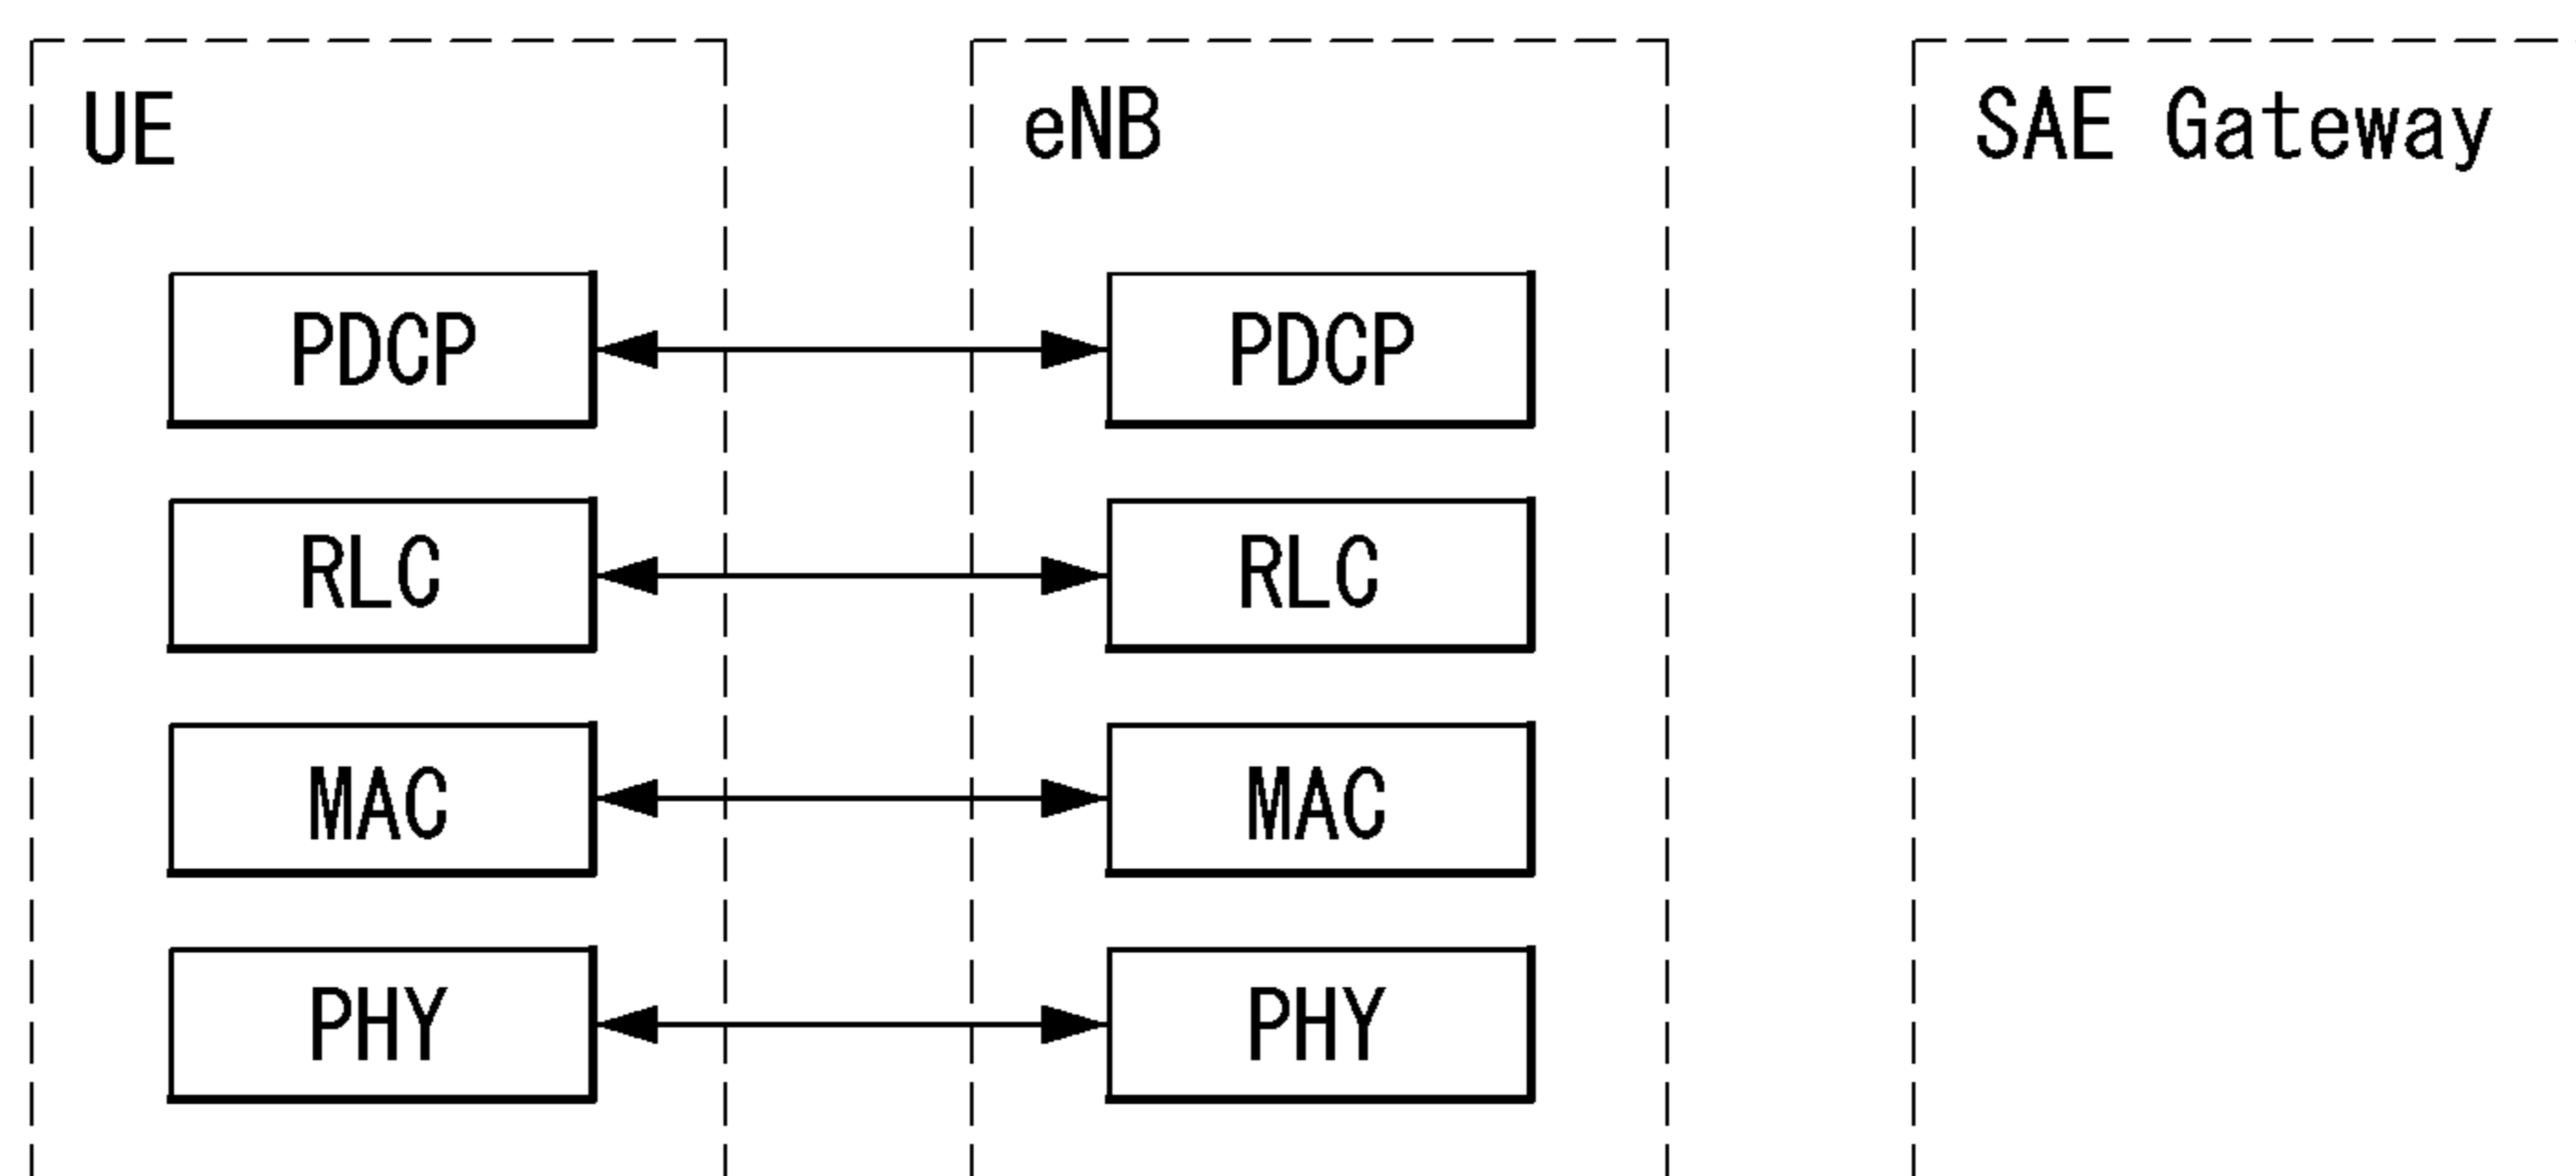 UE
eNB
SAE Gateway
PDCP
PDCP
RLC
RLC
MAC
MAC
PHY
PHY